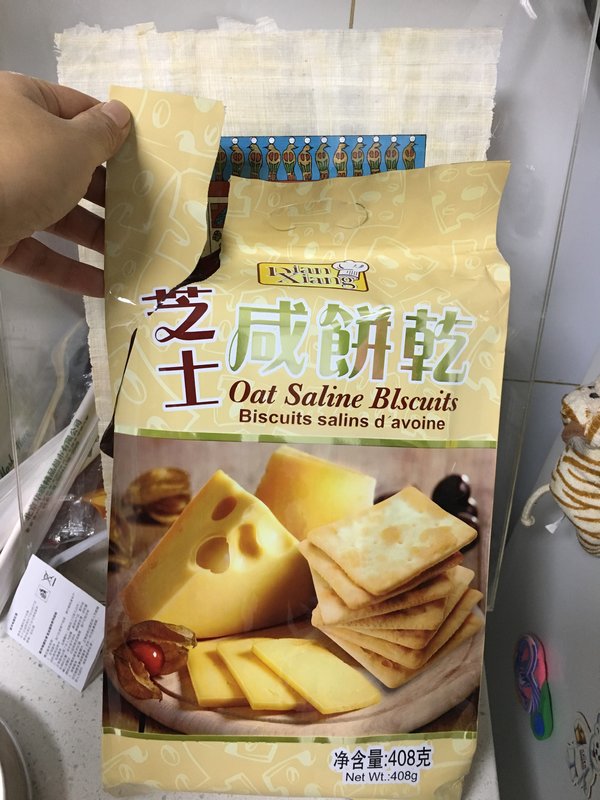 Dian
Xiang
芝士
咸餅乾
Oat Saline Blscuits
Biscuits salins d'avoine
净含量:408克
Net Wt.:408g